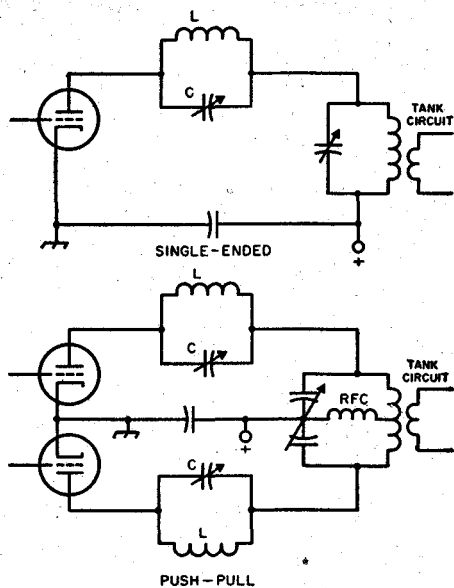 L
C
TANK
CIRCUIT
+
SINGLE-ENDED
L
C
TANK
CIRCUIT
RFC
+
C
L
PUSH-PULL